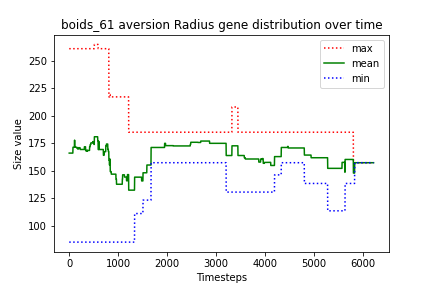 boids_61 aversion Radius gene distribution over time
max
mean
min
Size value
250
225
200
175
150
125
100
0
1000
2000
3000
4000
5000
6000
Timesteps